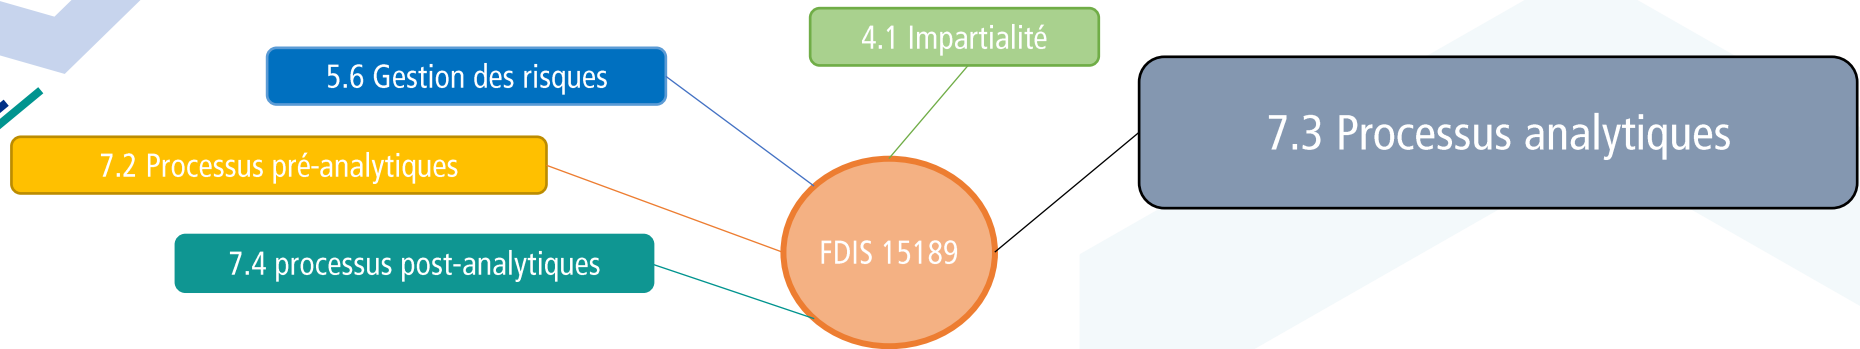 4.1 Impartialité
5.6 Gestion des risques
7.3 Processus analytiques
7.2 Processus pré-analytiques
7.4 processus post-analytiques
FDIS 15189